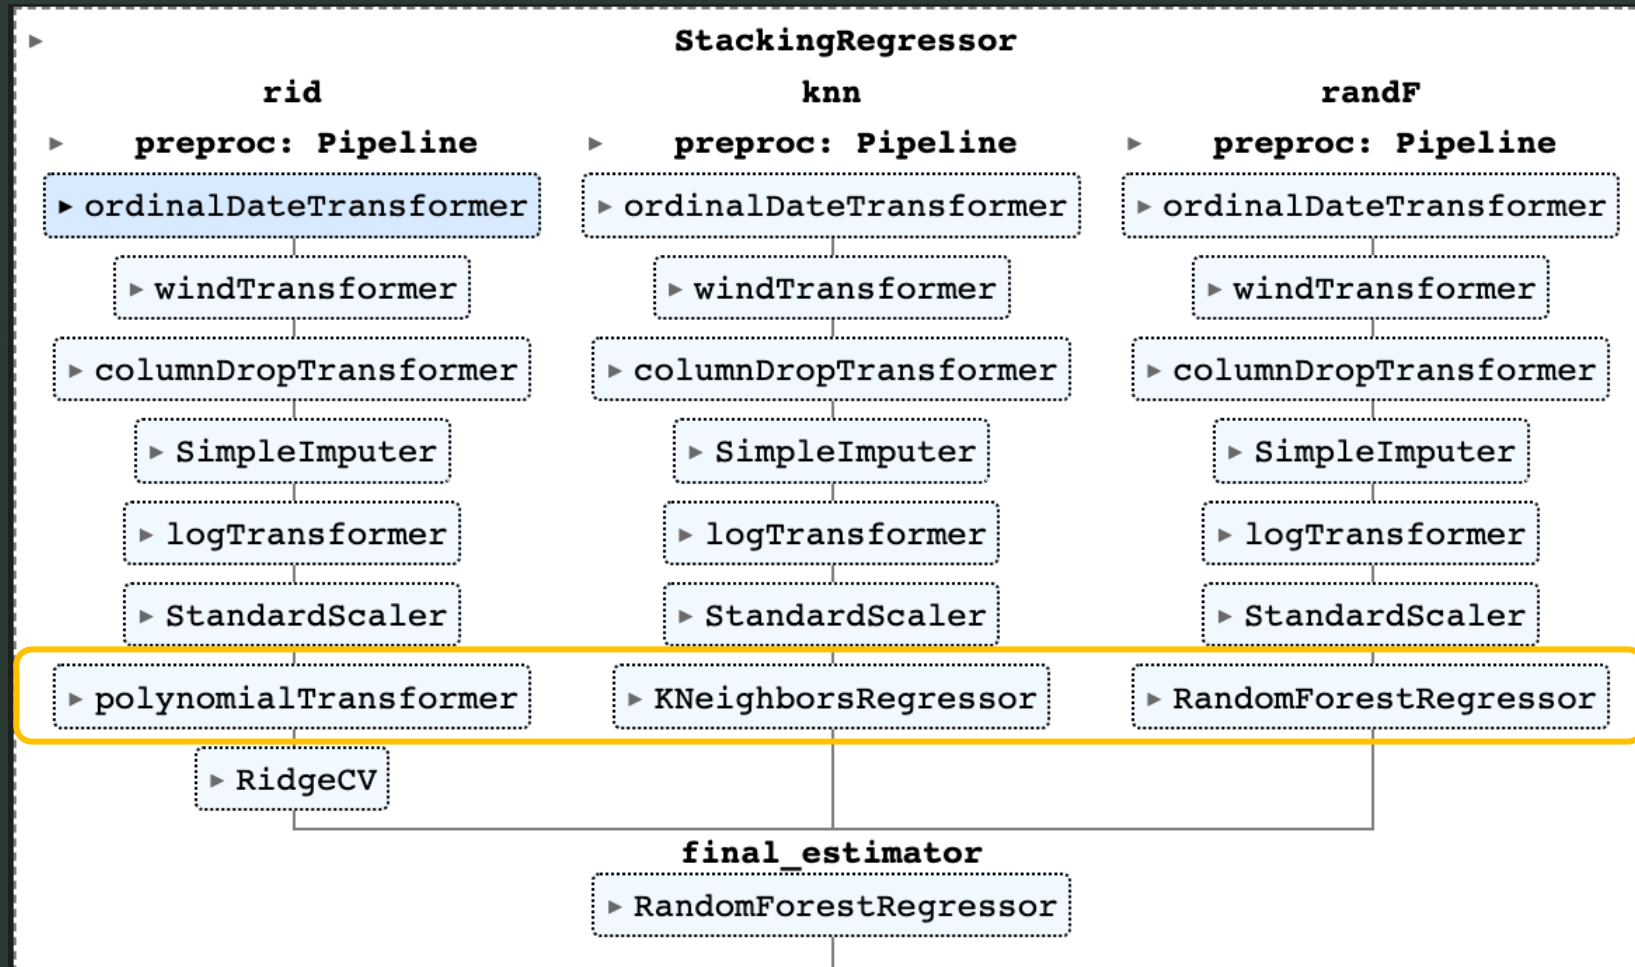 StackingRegressor
rid knn randF
preproc: Pipeline preproc: Pipeline preproc: Pipeline
ordinalDateTransformer ordinalDateTransformer ordinalDateTransformer
windTransformer windTransformer windTransformer
columnDropTransformer columnDropTransformer columnDropTransformer
SimpleImputer SimpleImputer SimpleImputer
logTransformer logTransformer logTransformer
StandardScaler StandardScaler StandardScaler
polynomialTransformer KNeighborsRegressor RandomForestRegressor
RidgeCV
final_estimator
RandomForestRegressor